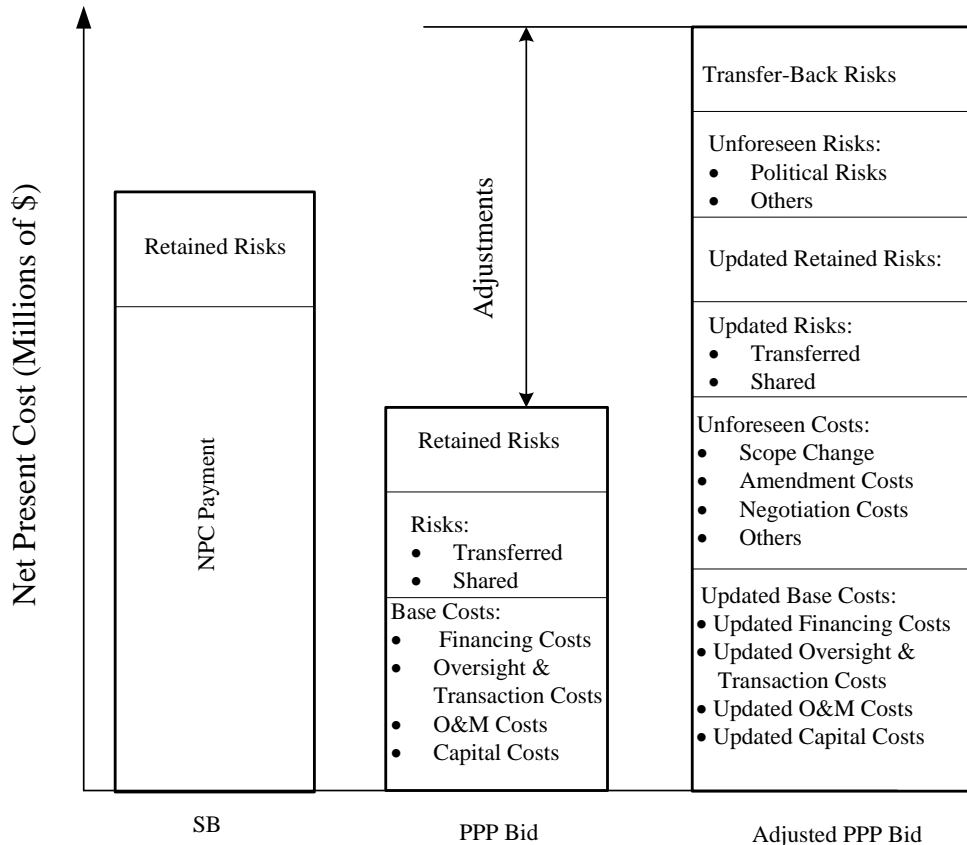 Net Present Cost (Millions of $)
Retained Risks
NPC Payment
SB
Adjustments
Retained Risks
Risks:
• Transferred
• Shared
Base Costs:
• Financing Costs
• Oversight &
Transaction Costs
• O&M Costs
• Capital Costs
PPP Bid
Transfer-Back Risks
Unforeseen Risks:
• Political Risks
• Others
Updated Retained Risks:
Updated Risks:
• Transferred
• Shared
Unforeseen Costs:
• Scope Change
• Amendment Costs
• Negotiation Costs
• Others
Updated Base Costs:
• Updated Financing Costs
• Updated Oversight &
Transaction Costs
• Updated O&M Costs
• Updated Capital Costs
Adjusted PPP Bid